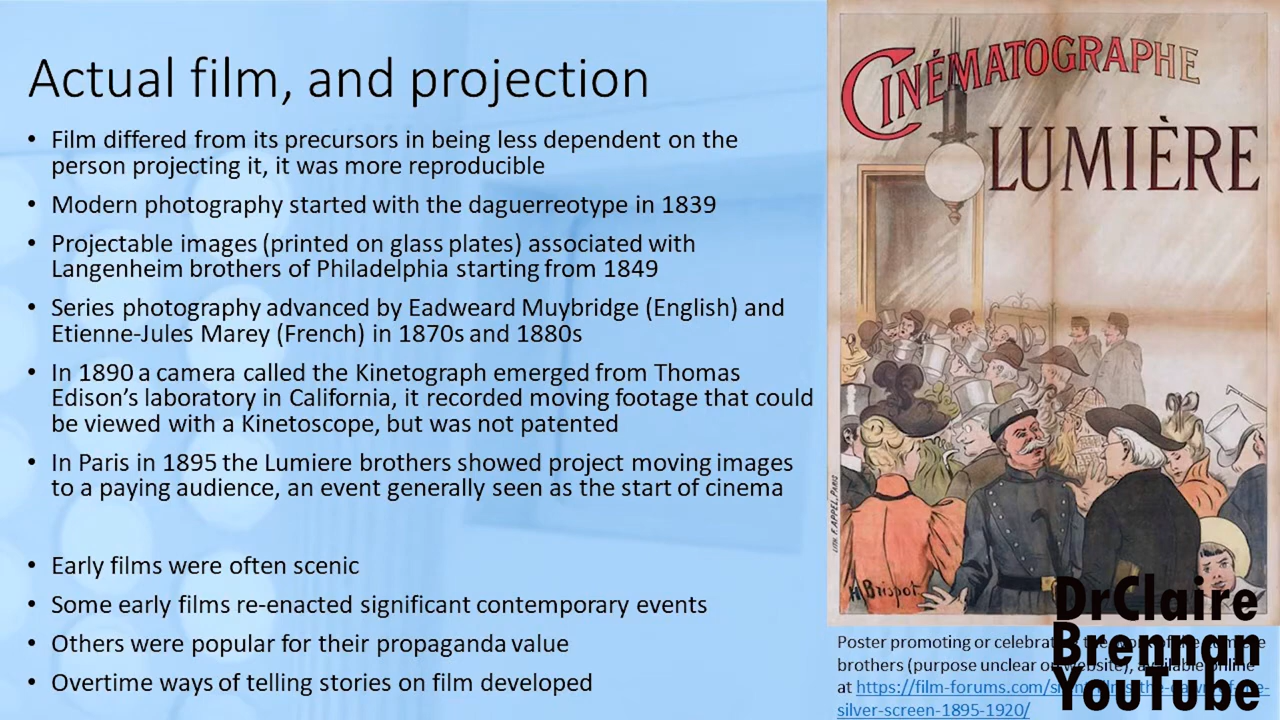 Actual film, and projection
• Film differed from its precursors in being less dependent on the
person projecting it, it was more reproducible
• Modern photography started with the daguerreotype in 1839
• Projectable images (printed on glass plates) associated with
Langenheim brothers of Philadelphia starting from 1849
• Series photography advanced by Eadweard Muybridge (English) and
Etienne-Jules Marey (French) in 1870s and 1880s
• In 1890 a camera called the Kinetograph emerged from Thomas
Edison’s laboratory in California, it recorded moving footage that could
be viewed with a Kinetoscope, but was not patented
• In Paris in 1895 the Lumiere brothers showed project moving images
to a paying audience, an event generally seen as the start of cinema
• Early films were often scenic
• Some early films re-enacted significant contemporary events
• Others were popular for their propaganda value
• Overtime ways of telling stories on film developed
CINÉMATOGRAPHE
LUMIÈRE
LITH. F. APPEL, PARIS
A. Brispot
Poster promoting or
brothers (purpose unclear
at https://film-forums.com/
silver-screen-1895-1920/
DrClaire
Brennan
YouTube